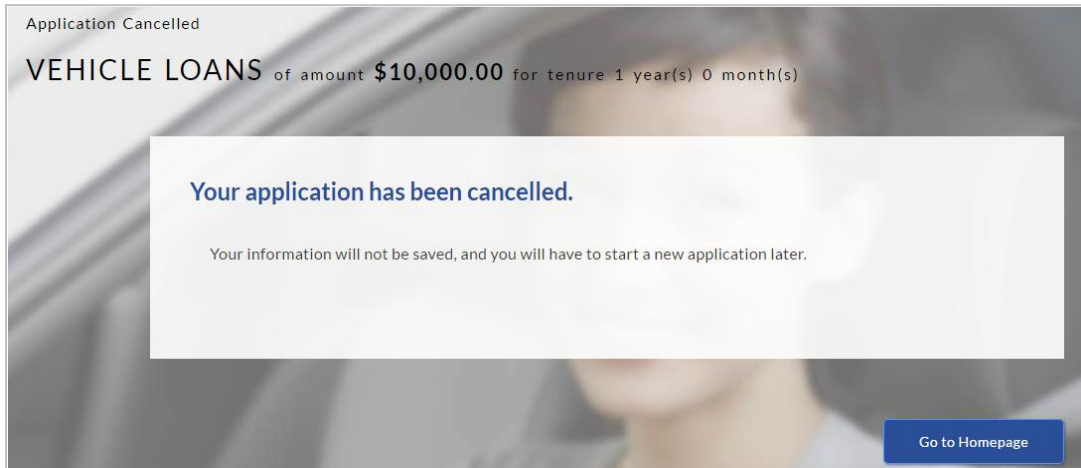 Application Cancelled
VEHICLE LOANS of amount $10,000.00 for tenure 1 year(s) 0 month(s)
Your application has been cancelled.
Your information will not be saved, and you will have to start a new application later.
Go to Homepage